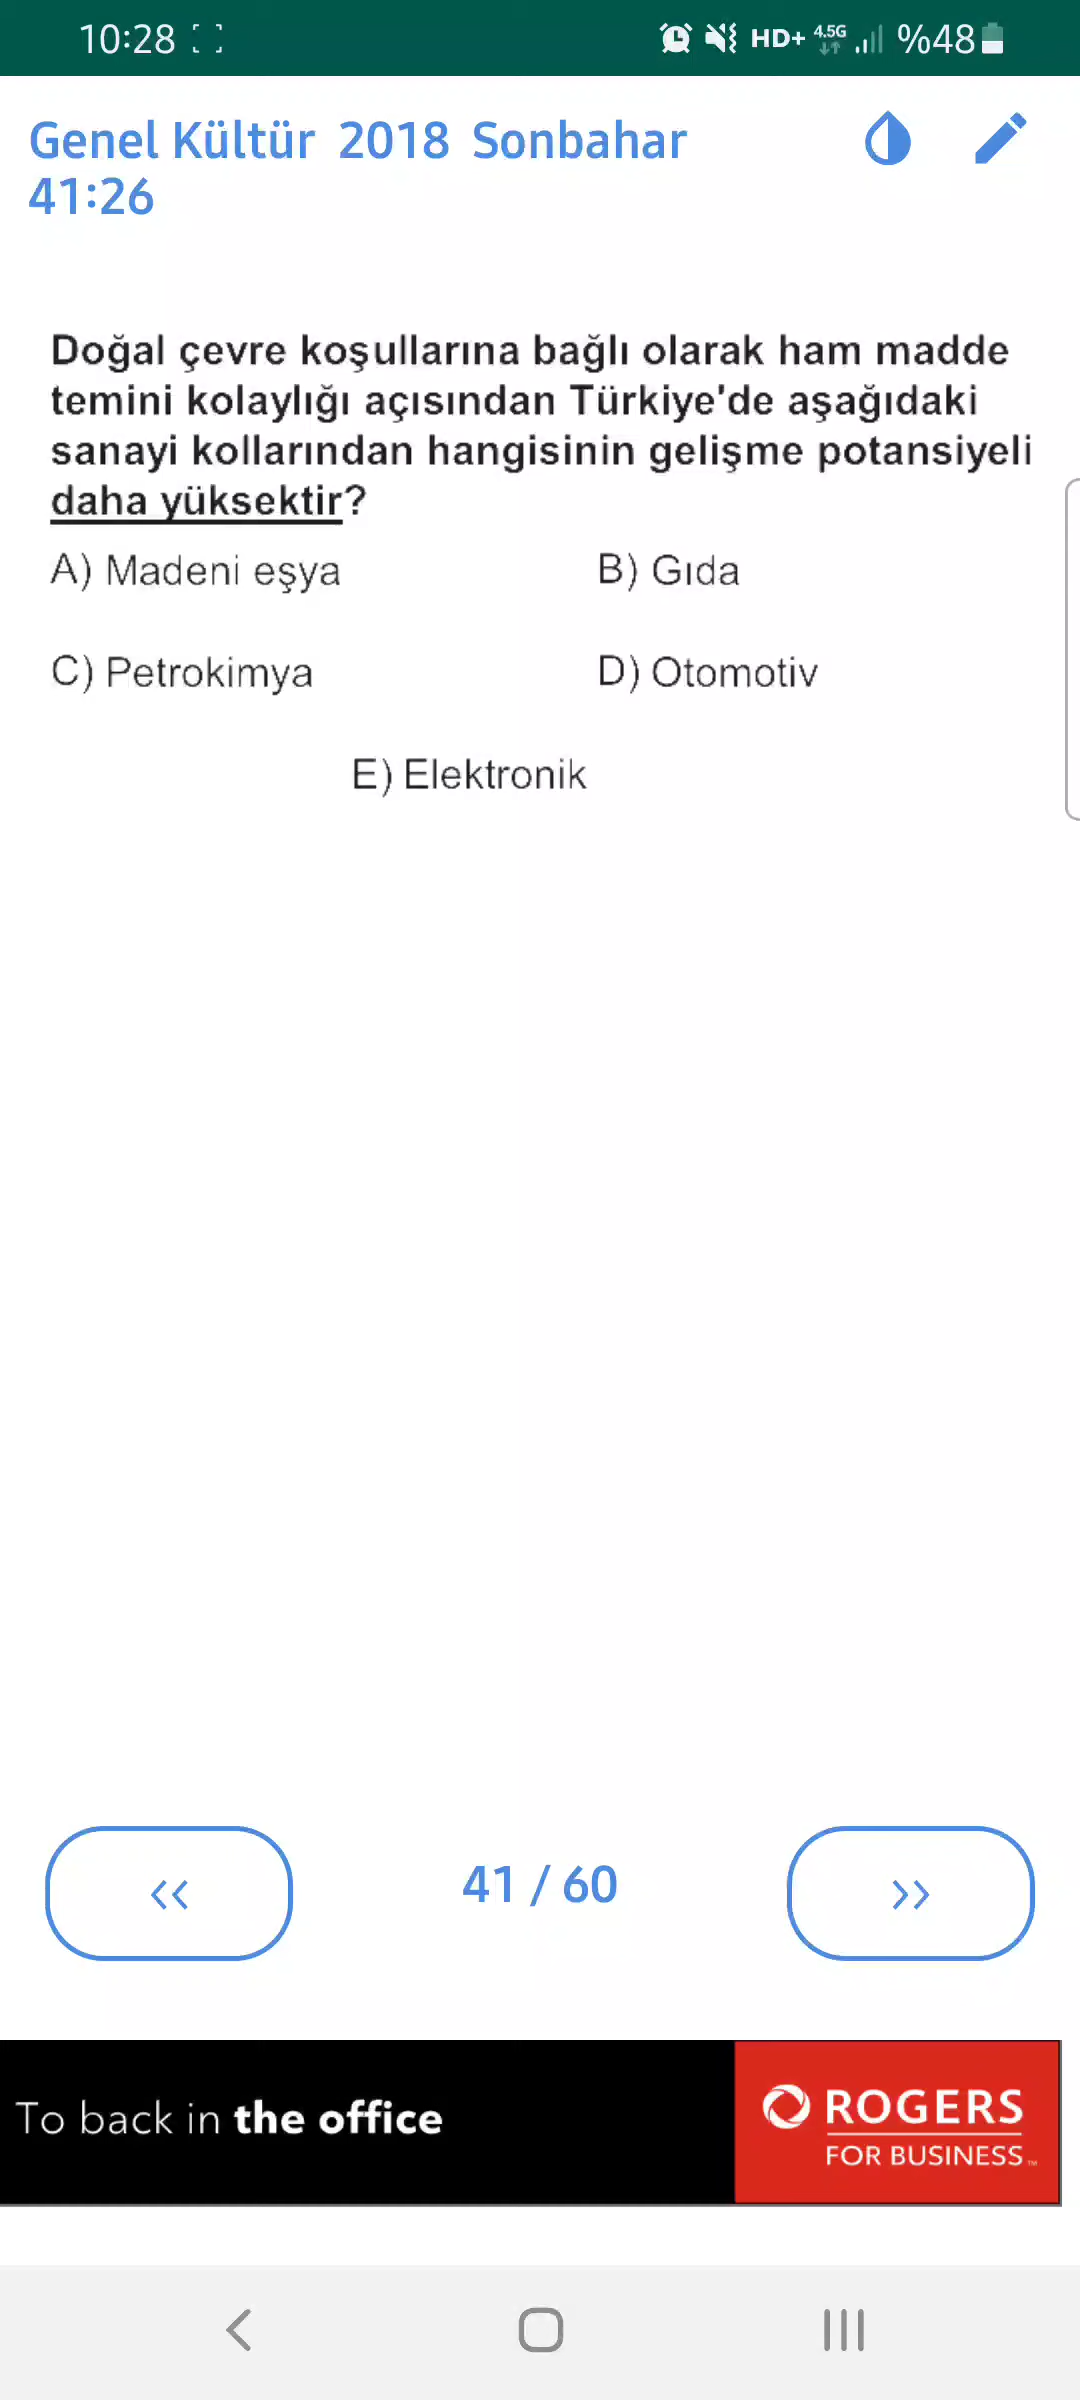 10:28
HD+ 4.5G %48
Genel Kültür 2018 Sonbahar
41:26
Doğal çevre koşullarına bağlı olarak ham madde
temini kolaylığı açısından Türkiye'de aşağıdaki
sanayi kollarından hangisinin gelişme potansiyeli
daha yüksektir?
A) Madeni eşya B) Gıda
C) Petrokimya D) Otomotiv
E) Elektronik
<< 41 / 60 >>
To back in the office
ROGERS
FOR BUSINESS™